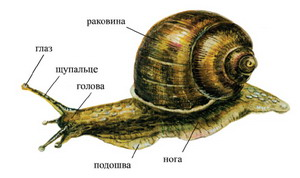 раковина
глаз
щупальце
голова
подошва
нога